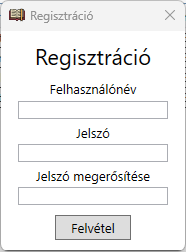 Regisztráció
Regisztráció
Felhasználónév
Jelszó
Jelszó megerősítése
Felvétel